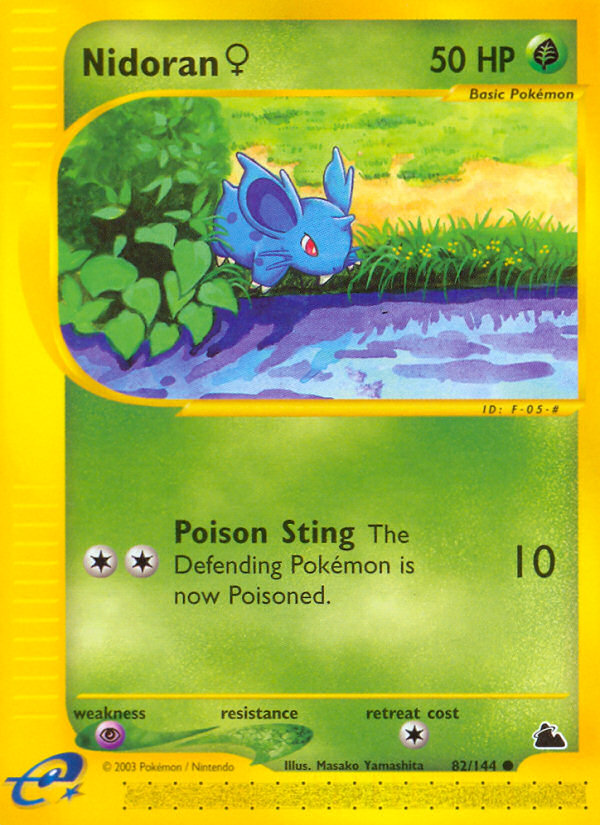 Nidoran♀ 50 HP
Basic Pokémon
ID: F-05-#
Poison Sting The
Defending Pokémon is
now Poisoned.
10
weakness resistance retreat cost
© 2003 Pokémon / Nintendo Illus. Masako Yamashita 82/144 ●
e